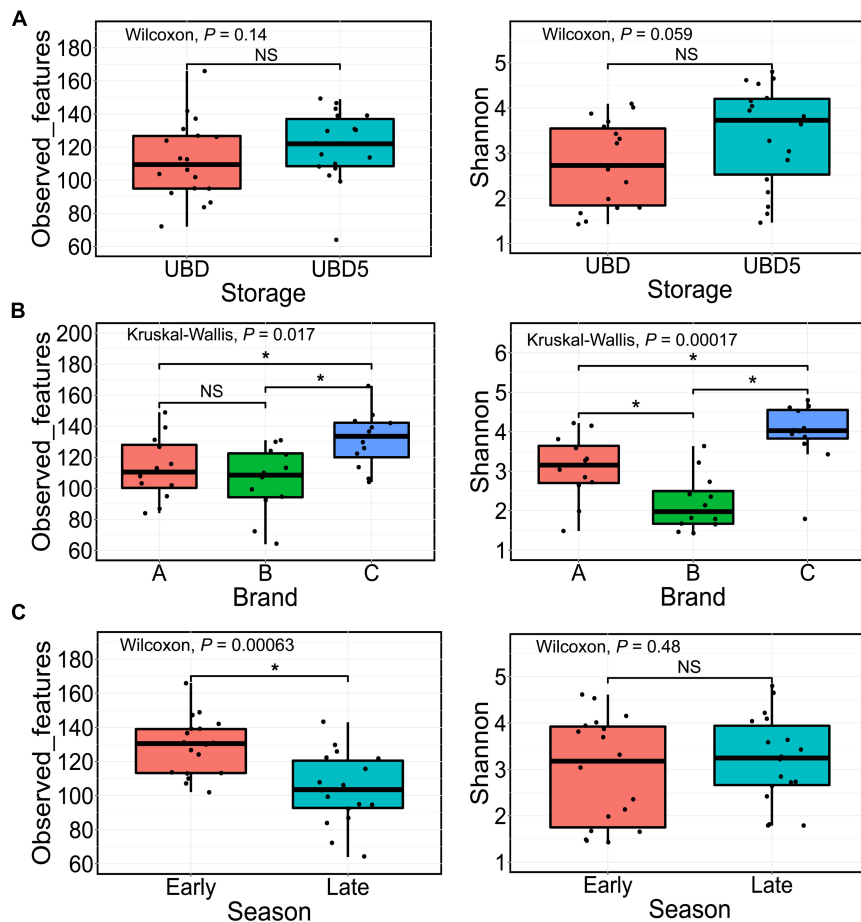 A
Wilcoxon, P = 0.14
NS
180
160
140
120
100
80
60
Observed_features
UBD
UBD5
Storage
Wilcoxon, P = 0.059
NS
5
4
3
2
1
Shannon
UBD
UBD5
Storage
B
Kruskal-Wallis, P = 0.017
*
NS
*
200
180
160
140
120
100
80
60
Observed_features
A
B
C
Brand
Kruskal-Wallis, P = 0.00017
*
*
*
6
5
4
3
2
1
Shannon
A
B
C
Brand
C
Wilcoxon, P = 0.00063
*
180
160
140
120
100
80
60
Observed_features
Early
Late
Season
Wilcoxon, P = 0.48
NS
5
4
3
2
1
Shannon
Early
Late
Season